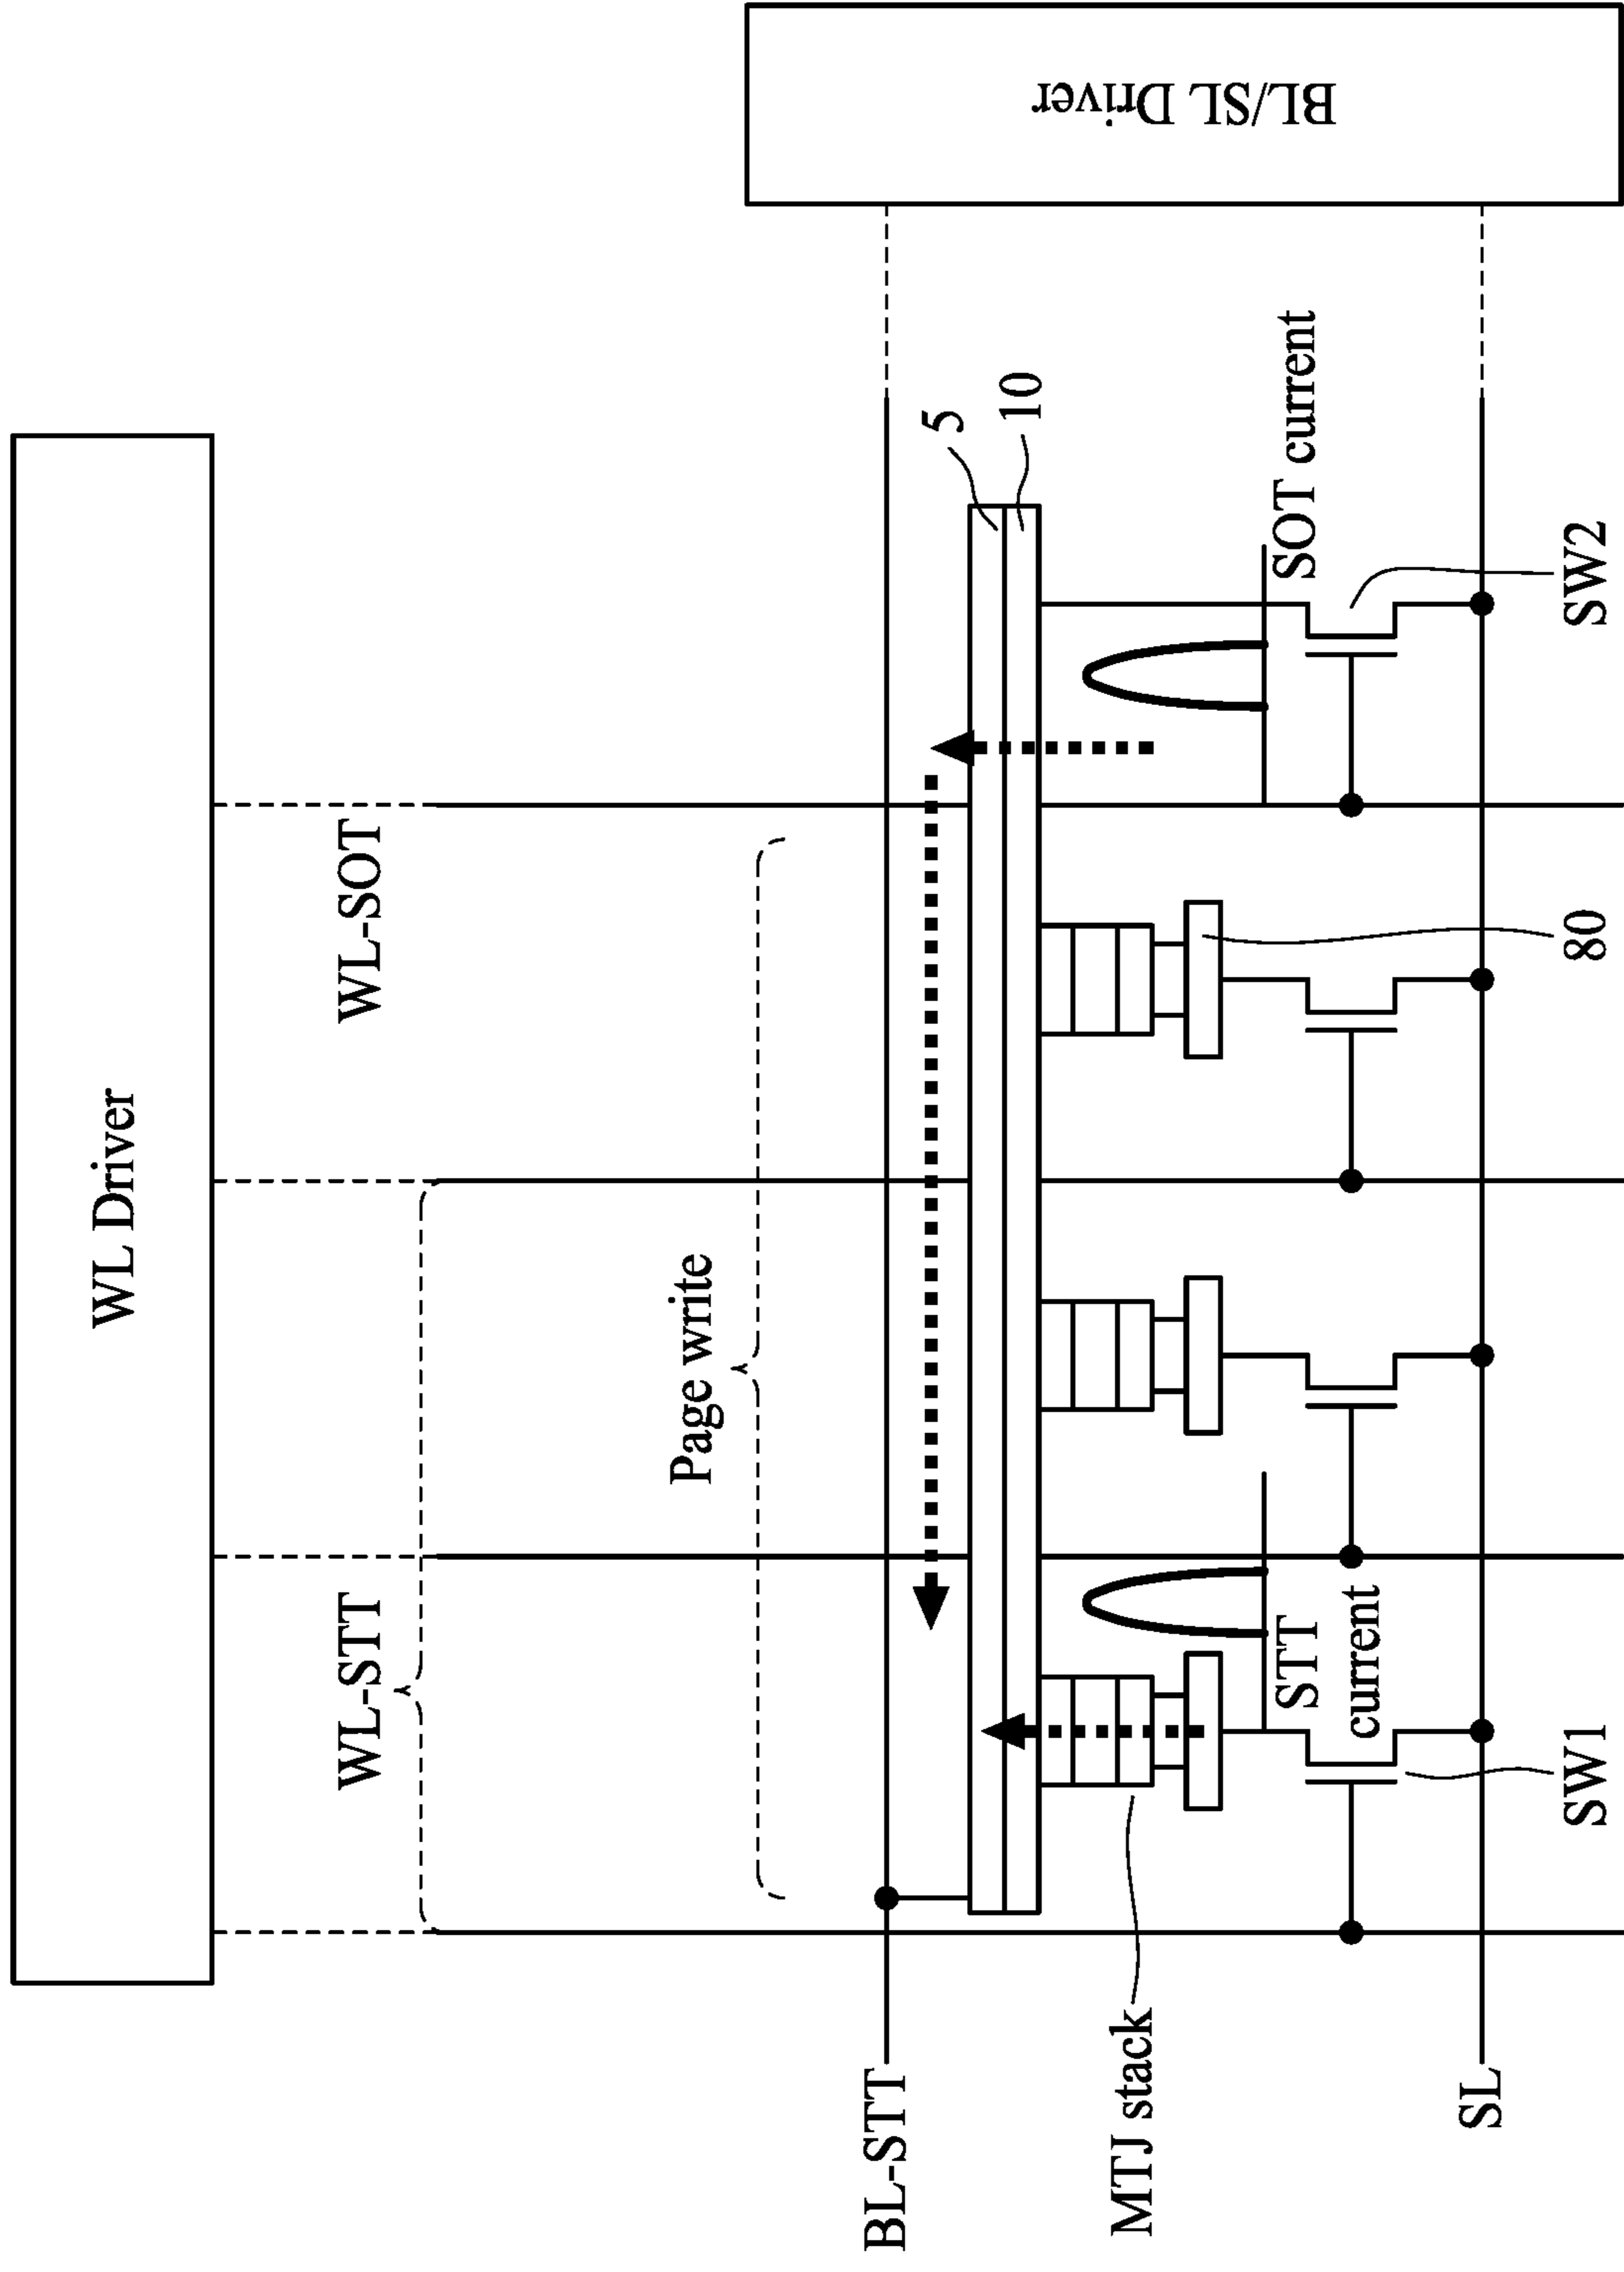 WL Driver
WL-STT
WL-SOT
Page write
BL-STT
BL/SL Driver
5
10
MTJ stack
STT
current
SOT current
SL
SW1
80
SW2